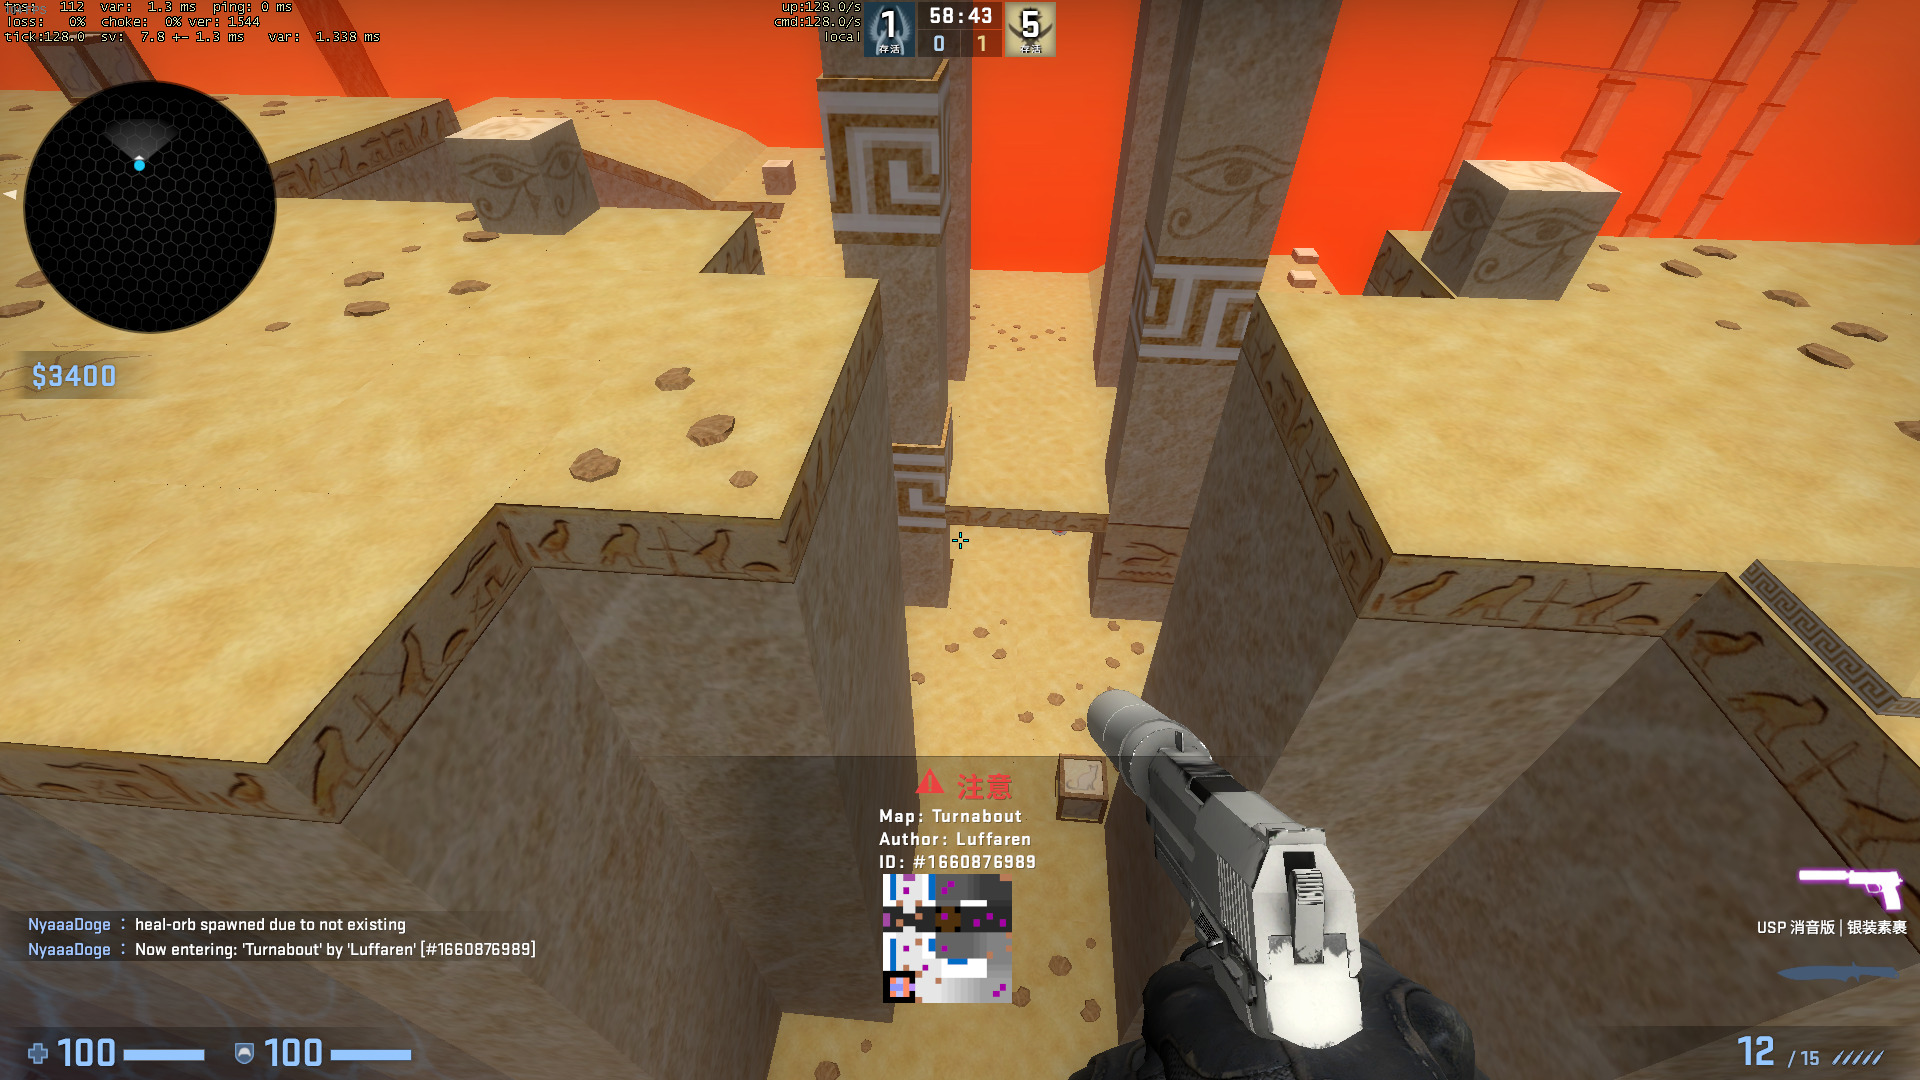 fps: 112 var: 1.3 ms ping: 0 ms
loss: 0% choke: 0% ver: 1544
tick:128.0 sv: 7.8 +- 1.3 ms var: 1.338 ms
up:128.0/s
cmd:128.0/s
local
1
存活
58:43
0 1
5
存活
$3400
注意
Map: Turnabout
Author: Luffaren
ID: #1660876989
NyaaaDoge : heal-orb spawned due to not existing
NyaaaDoge : Now entering: 'Turnabout' by 'Luffaren' [#1660876989]
USP 消音版 | 银装素裹
100 100
12 / 15